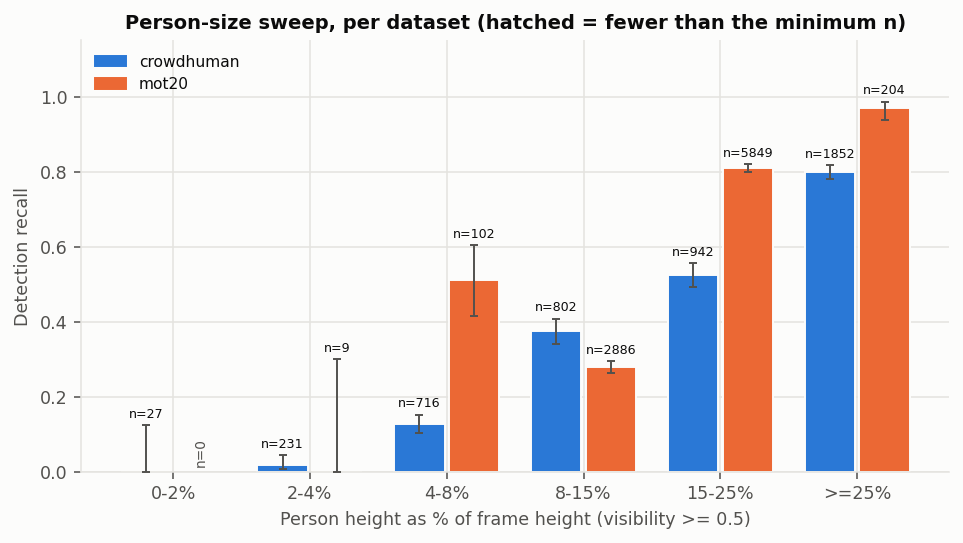 Person-size sweep, per dataset (hatched = fewer than the minimum n)
crowdhuman
mot20
Detection recall
1.0
0.8
0.6
0.4
0.2
0.0
n=27
n=0
n=231
n=9
n=716
n=102
n=802
n=2886
n=942
n=5849
n=1852
n=204
0-2%
2-4%
4-8%
8-15%
15-25%
>=25%
Person height as % of frame height (visibility >= 0.5)